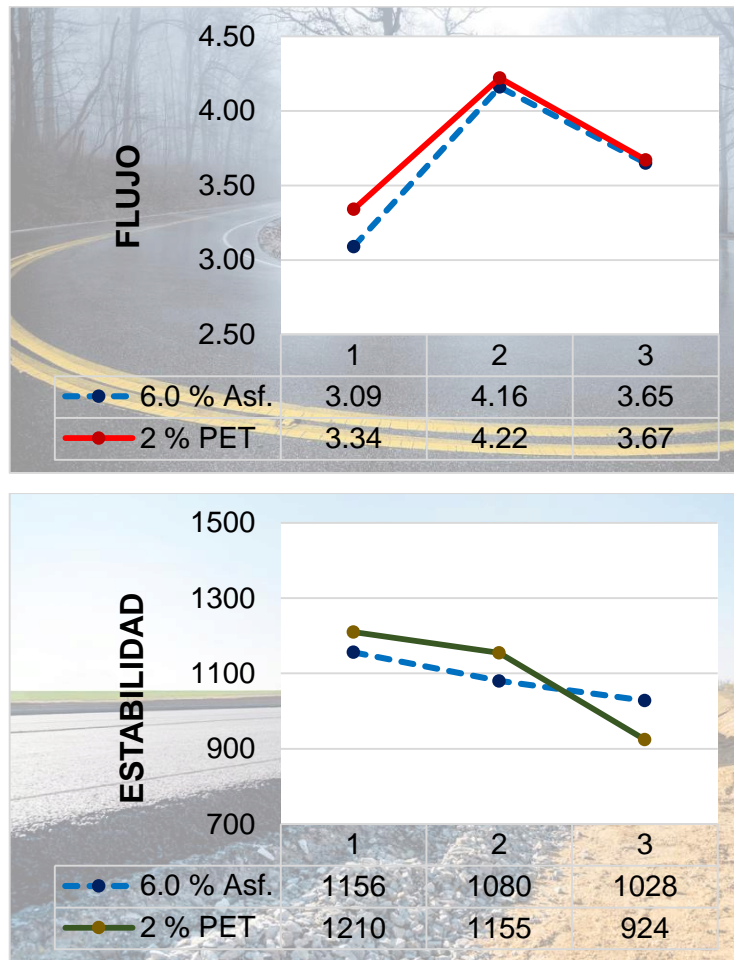 4.50
4.00
3.50
3.00
2.50
FLUJO
1 2 3
6.0 % Asf. 3.09 4.16 3.65
2 % PET 3.34 4.22 3.67
1500
1300
1100
900
700
ESTABILIDAD
1 2 3
6.0 % Asf. 1156 1080 1028
2 % PET 1210 1155 924